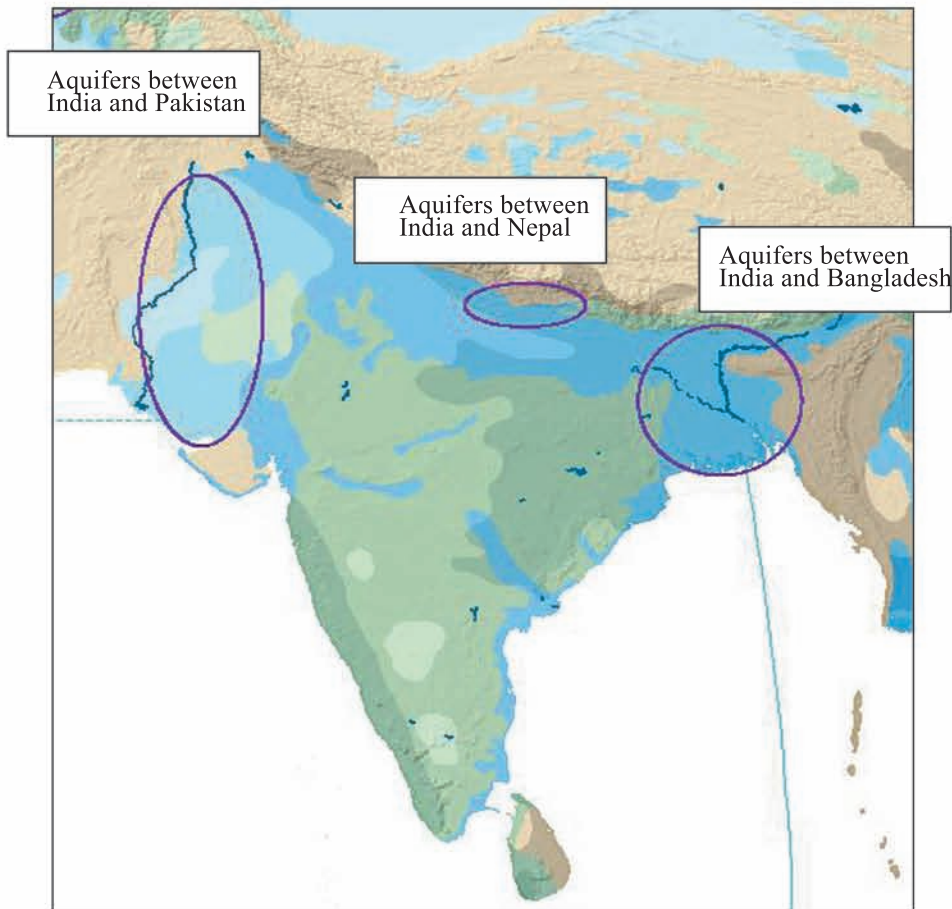 Aquifers between
India and Pakistan
Aquifers between
India and Nepal
Aquifers between
India and Bangladesh